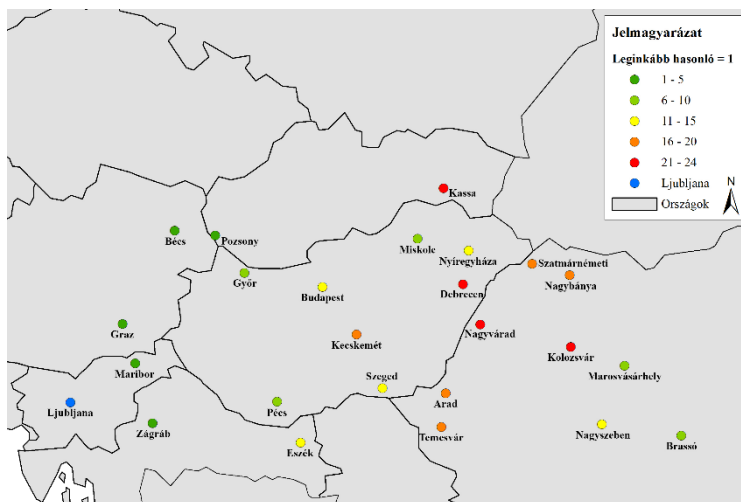 Jelmagyarázat
Leginkább hasonló = 1
1 - 5
6 - 10
11 - 15
16 - 20
21 - 24
Ljubljana
Országok
N
Kassa
Bécs
Pozsony
Miskolc
Nyíregyháza
Szatmárnémeti
Nagybánya
Győr
Budapest
Debrecen
Graz
Kecskemét
Nagyvárad
Kolozsvár
Maribor
Marosvásárhely
Szeged
Ljubljana
Pécs
Arad
Zágráb
Temesvár
Eszék
Nagyszeben
Brassó